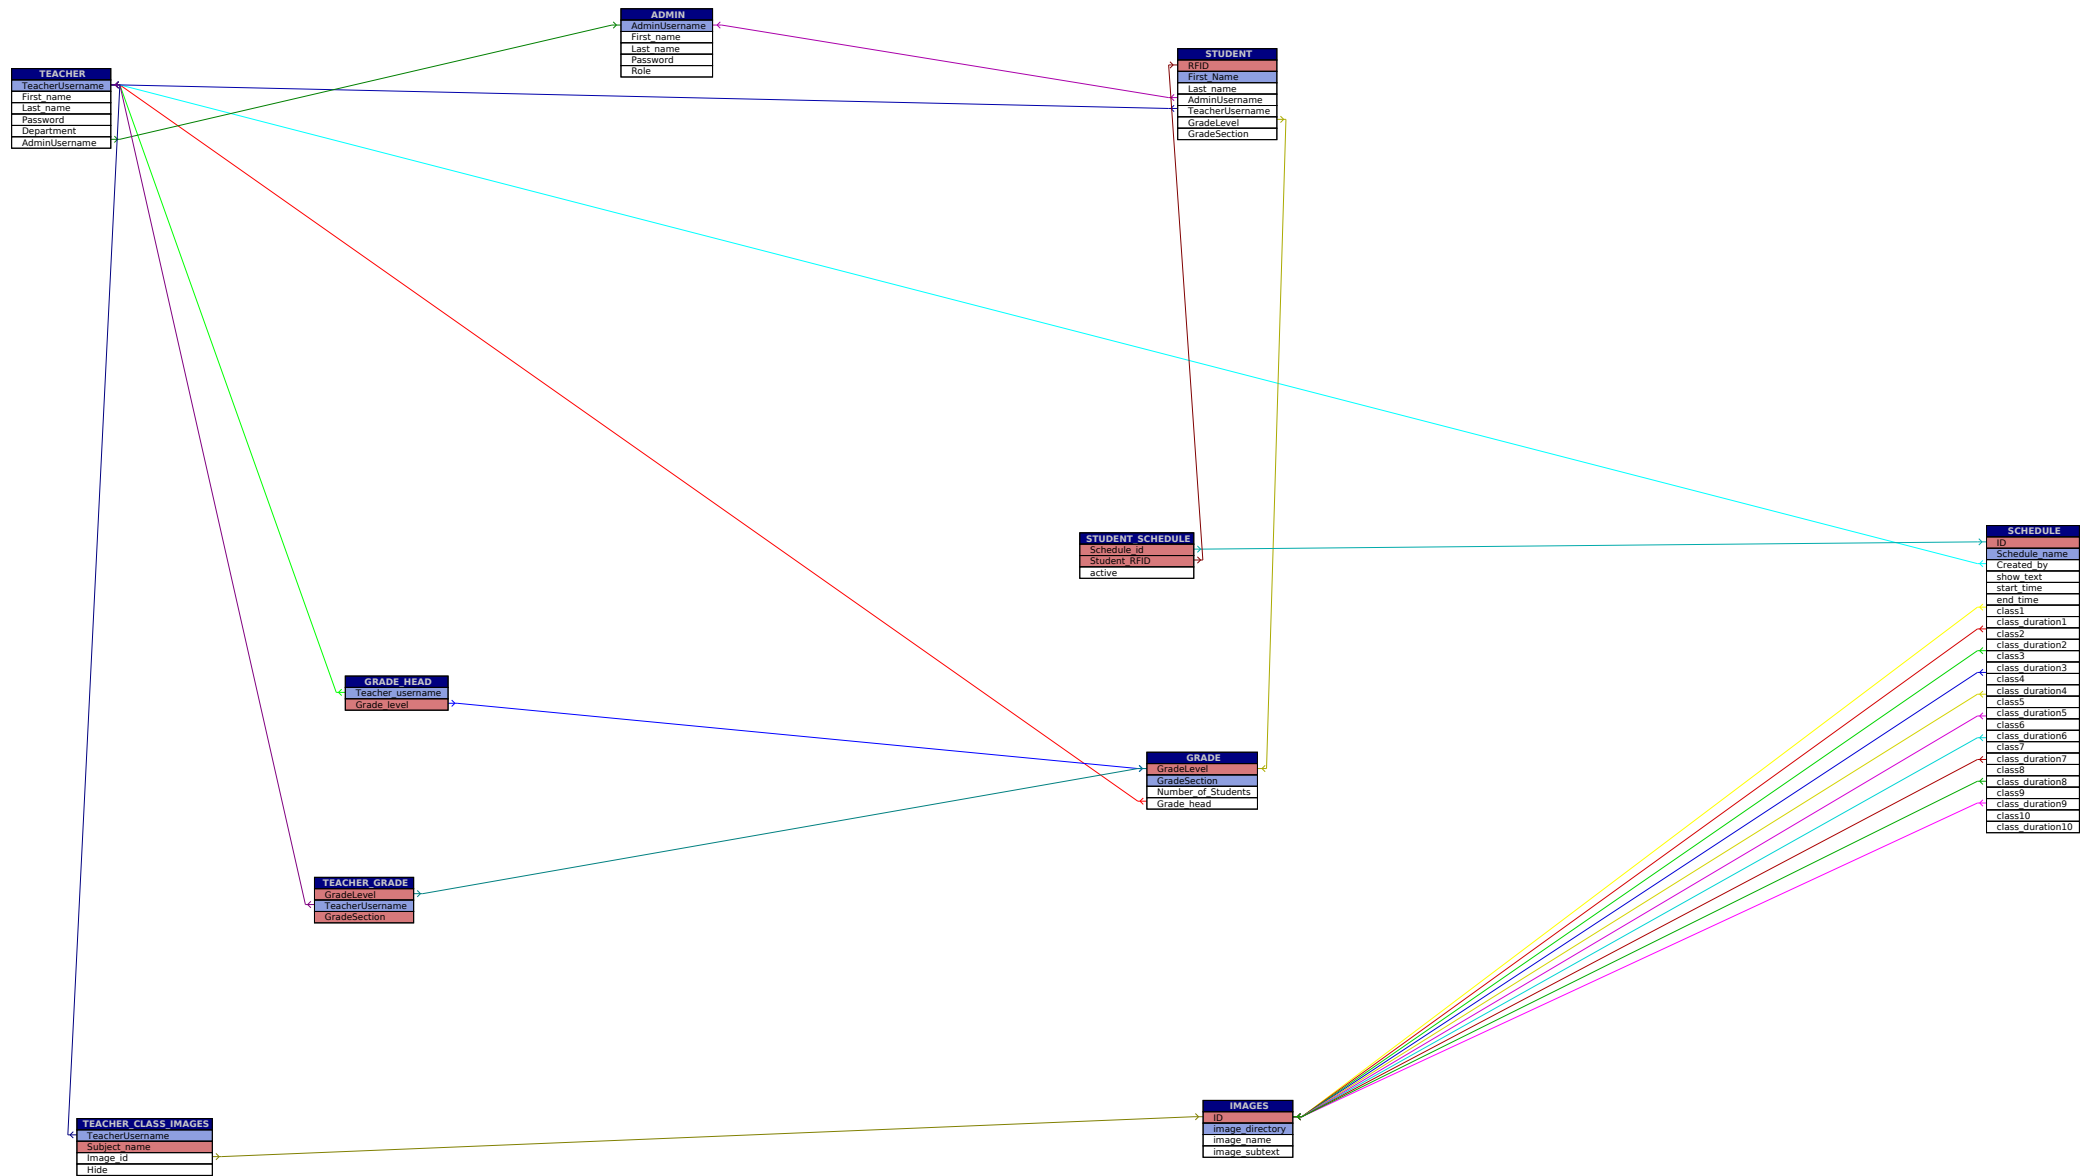 ADMIN
AdminUsername
First_name
Last_name
Password
Role
STUDENT
RFID
First_Name
Last_name
AdminUsername
TeacherUsername
GradeLevel
GradeSection
TEACHER
TeacherUsername
First_name
Last_name
Password
Department
AdminUsername
STUDENT_SCHEDULE
Schedule_id
Student_RFID
active
SCHEDULE
ID
Schedule_name
Created_by
show_text
start_time
end_time
class1
class_duration1
class2
class_duration2
class3
class_duration3
class4
class_duration4
class5
class_duration5
class6
class_duration6
class7
class_duration7
class8
class_duration8
class9
class_duration9
class10
class_duration10
GRADE_HEAD
Teacher_username
Grade_level
GRADE
GradeLevel
GradeSection
Number_of_Students
Grade_head
TEACHER_GRADE
GradeLevel
TeacherUsername
GradeSection
IMAGES
ID
image_directory
image_name
image_subtext
TEACHER_CLASS_IMAGES
TeacherUsername
Subject_name
Image_id
Hide